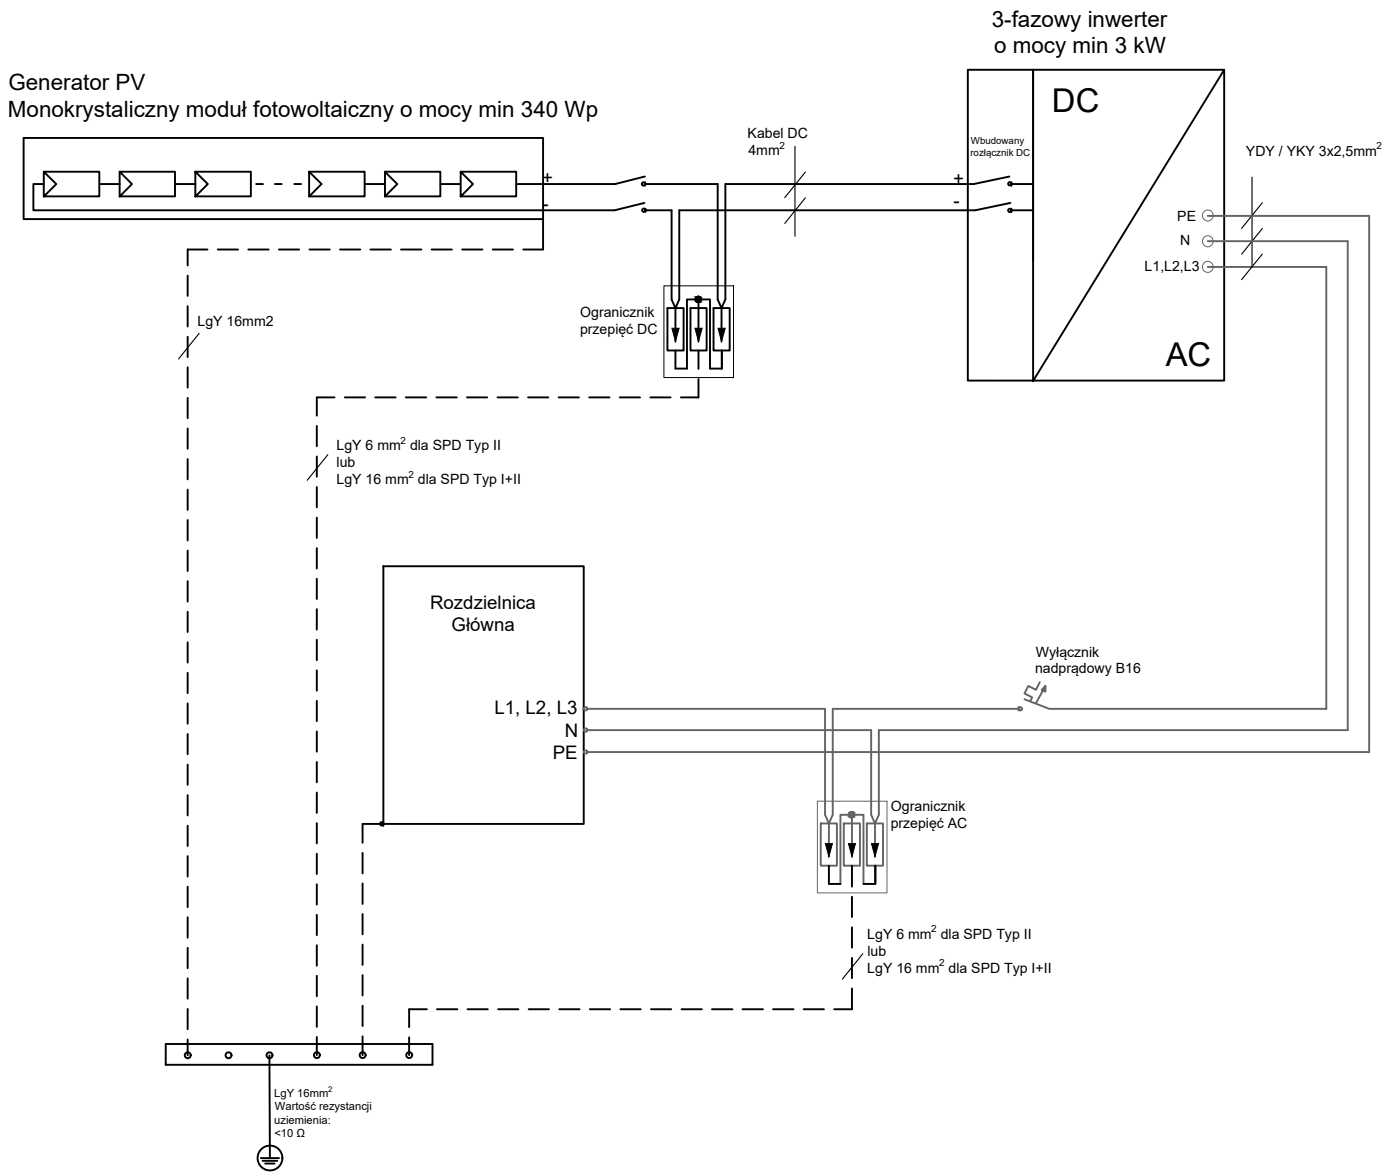 3-fazowy inwerter
o mocy min 3 kW
Generator PV
Monokrystaliczny moduł fotowoltaiczny o mocy min 340 Wp
DC
Kabel DC
4mm²
Wbudowany
rozłącznik DC
YDY / YKY 3x2,5mm²
+
-
+
-
PE
N
L1,L2,L3
AC
Ogranicznik
przepięć DC
LgY 16mm2
LgY 6 mm² dla SPD Typ II
lub
LgY 16 mm² dla SPD Typ I+II
Rozdzielnica
Główna
L1, L2, L3
N
PE
Wyłącznik
nadprądowy B16
Ogranicznik
przepięć AC
LgY 6 mm² dla SPD Typ II
lub
LgY 16 mm² dla SPD Typ I+II
LgY 16mm²
Wartość rezystancji
uziemienia:
<10 Ω